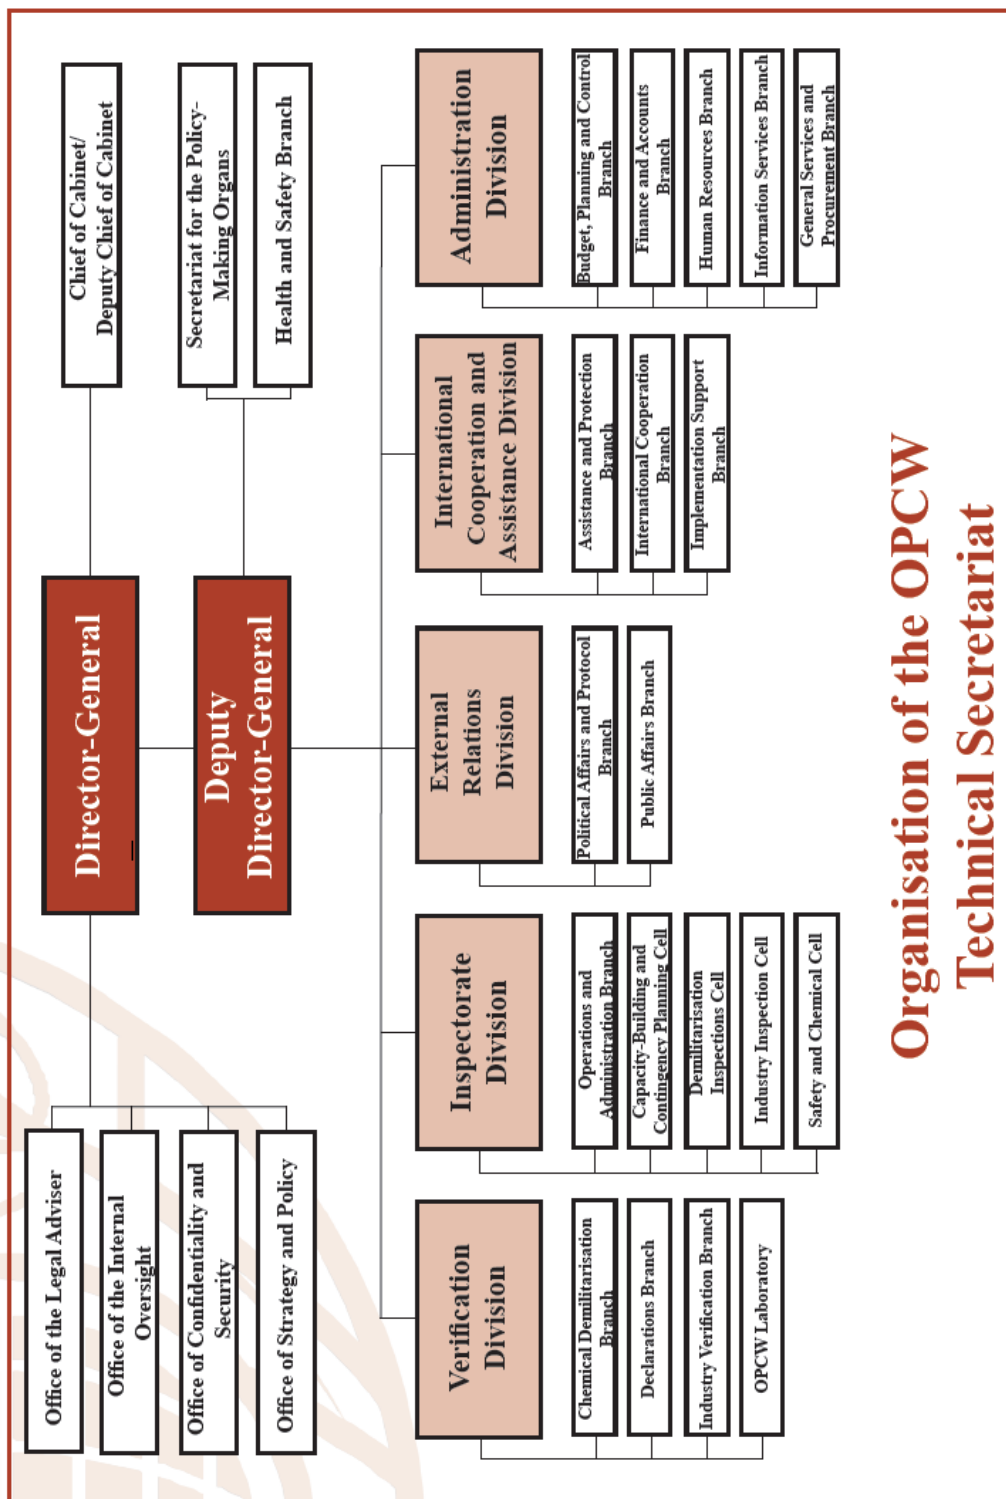 Office of the Legal Adviser
Office of the Internal
Oversight
Office of Confidentiality and
Security
Office of Strategy and Policy
Director-General
Deputy
Director-General
Chief of Cabinet/
Deputy Chief of Cabinet
Secretariat for the Policy-
Making Organs
Health and Safety Branch
Verification
Division
Chemical Demilitarisation
Branch
Declarations Branch
Industry Verification Branch
OPCW Laboratory
Inspectorate
Division
Operations and
Administration Branch
Capacity-Building and
Contingency Planning Cell
Demilitarisation
Inspections Cell
Industry Inspection Cell
Safety and Chemical Cell
External
Relations
Division
Political Affairs and Protocol
Branch
Public Affairs Branch
International
Cooperation and
Assistance Division
Assistance and Protection
Branch
International Cooperation
Branch
Implementation Support
Branch
Administration
Division
Budget, Planning and Control
Branch
Finance and Accounts
Branch
Human Resources Branch
Information Services Branch
General Services and
Procurement Branch
Organisation of the OPCW
Technical Secretariat